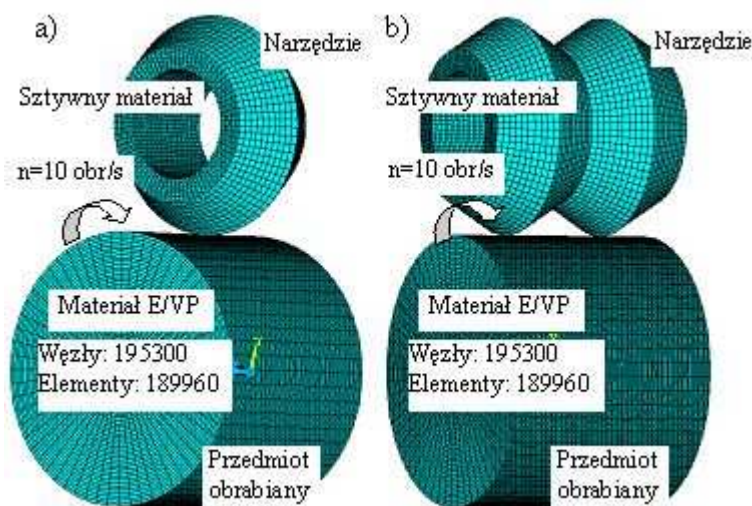 a)
Narzędzie
Sztywny materiał
n=10 obr/s
Materiał E/VP
Węzły: 195300
Elementy: 189960
Przedmiot
obrabiany
b)
Narzędzie
Sztywny materiał
n=10 obr/s
Materiał E/VP
Węzły: 195300
Elementy: 189960
Przedmiot
obrabiany